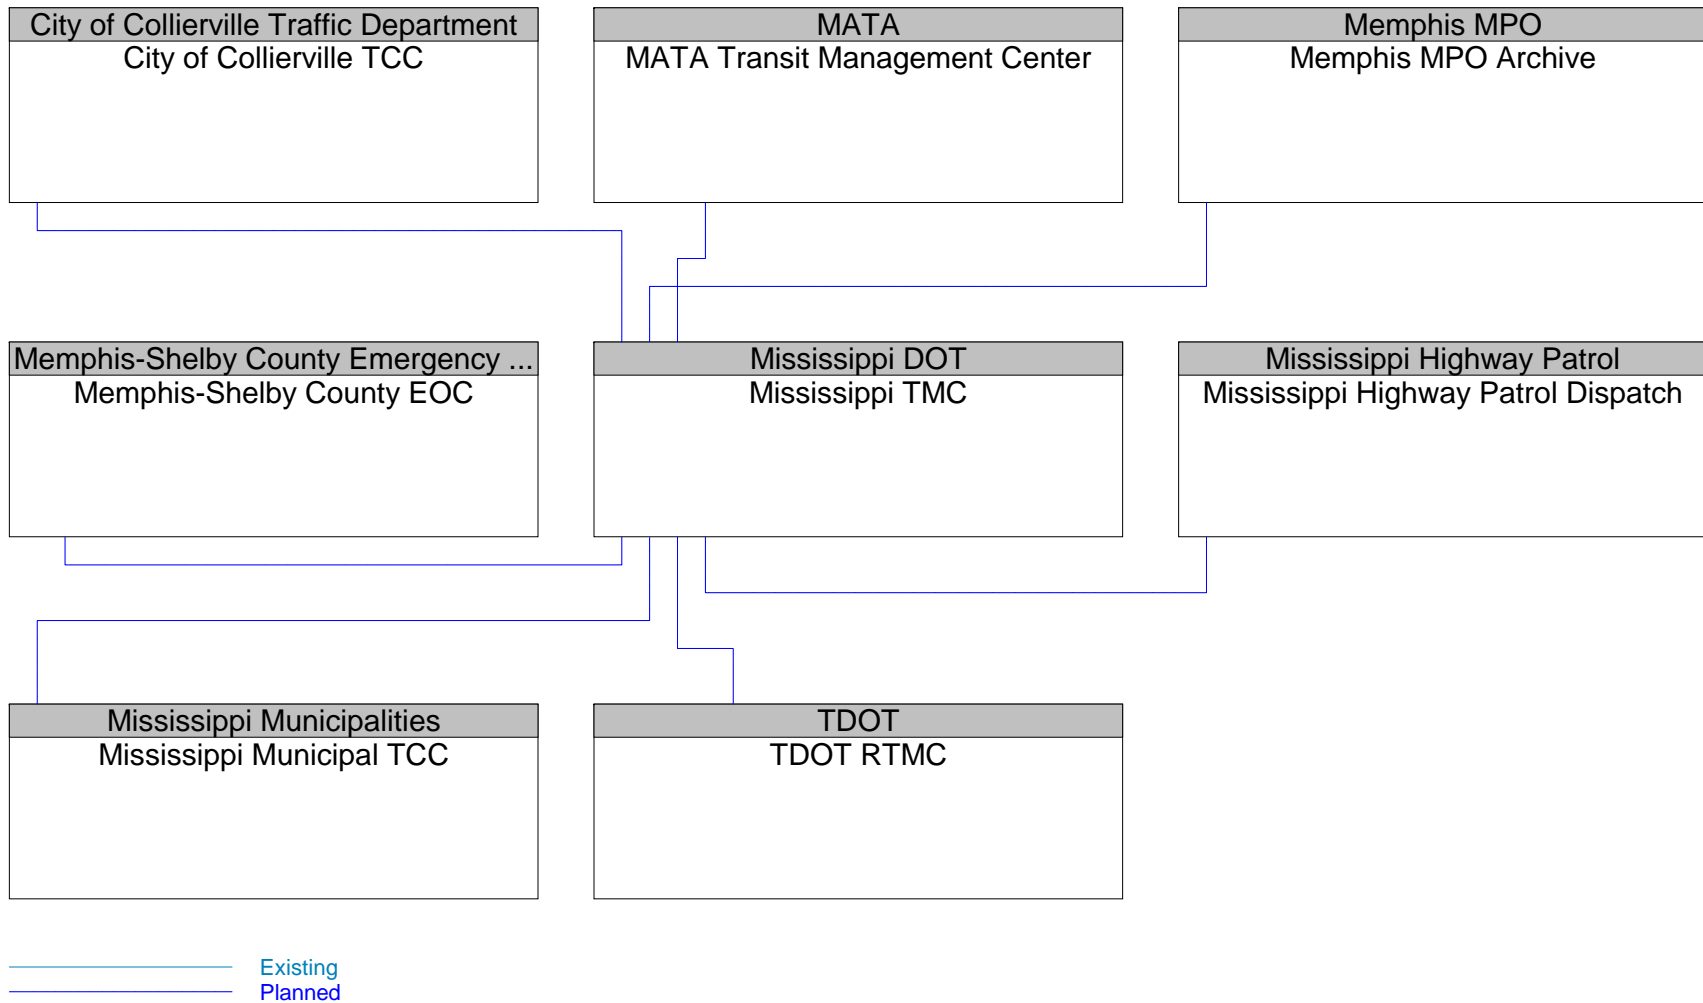 City of Collierville Traffic Department
City of Collierville TCC
MATA
MATA Transit Management Center
Memphis MPO
Memphis MPO Archive
Memphis-Shelby County Emergency ...
Memphis-Shelby County EOC
Mississippi DOT
Mississippi TMC
Mississippi Highway Patrol
Mississippi Highway Patrol Dispatch
Mississippi Municipalities
Mississippi Municipal TCC
TDOT
TDOT RTMC
Existing
Planned